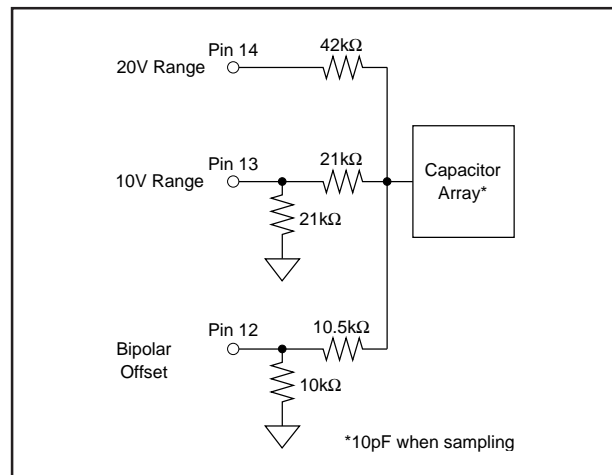 Pin 14
42kΩ
20V Range
Pin 13
21kΩ
10V Range
Capacitor
Array*
21kΩ
Pin 12
10.5kΩ
Bipolar
Offset
10kΩ
*10pF when sampling